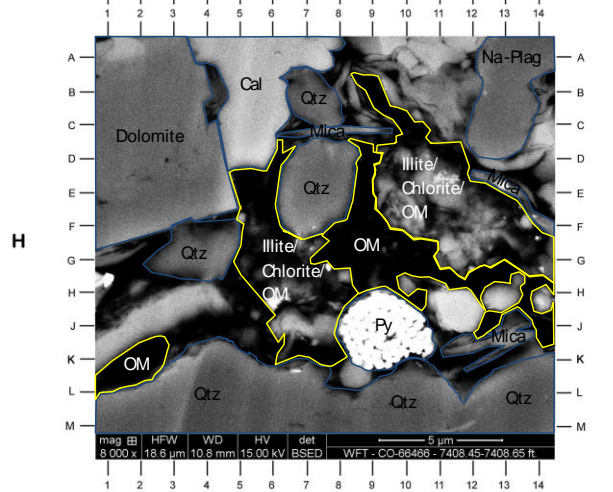 1 2 3 4 5 6 7 8 9 10 11 12 13 14
A A
Na-Plag
B Cal Qtz B
C C
Mica
Dolomite
D D
Illite/
Chlorite/
OM
Mica
E Qtz E
F F
H
Qtz
Illite/
Chlorite/
OM
OM
G G
H H
J Py J
Mica
K OM K
L Qtz Qtz Qtz L
M M
mag ⊞ HFW WD HV det 5 µm
8 000 x 18.6 µm 10.8 mm 15.00 kV BSED WFT - CO-66466 - 7408.45-7408.65 ft.
1 2 3 4 5 6 7 8 9 10 11 12 13 14